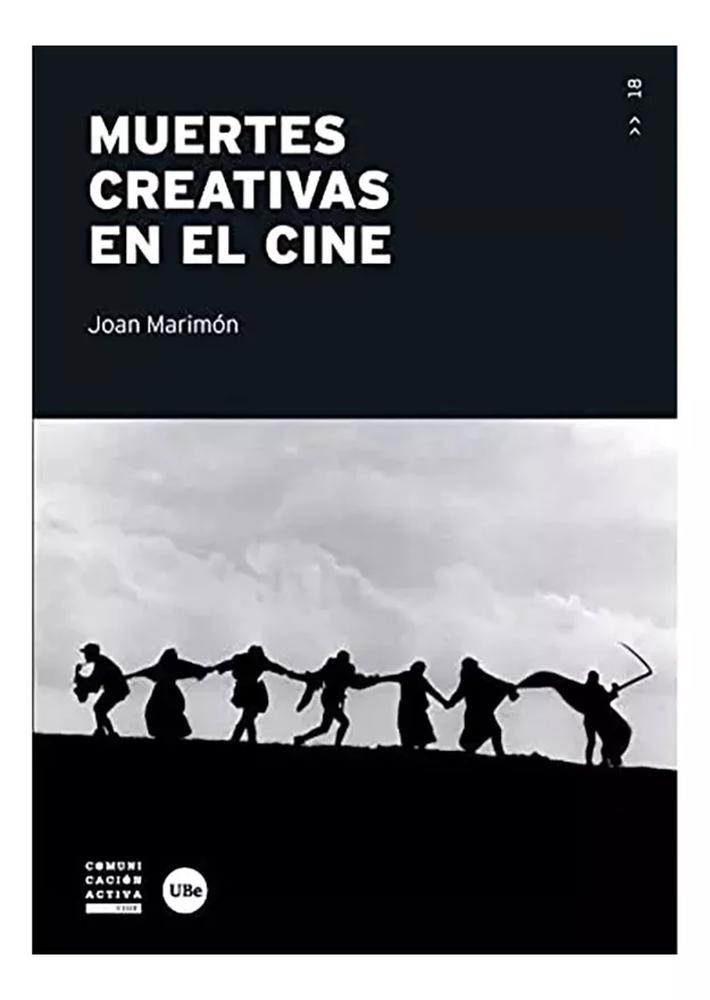 >> 18
MUERTES
CREATIVAS
EN EL CINE
Joan Marimón
COMUNI
CACIÓN
ACTIVA
UBe